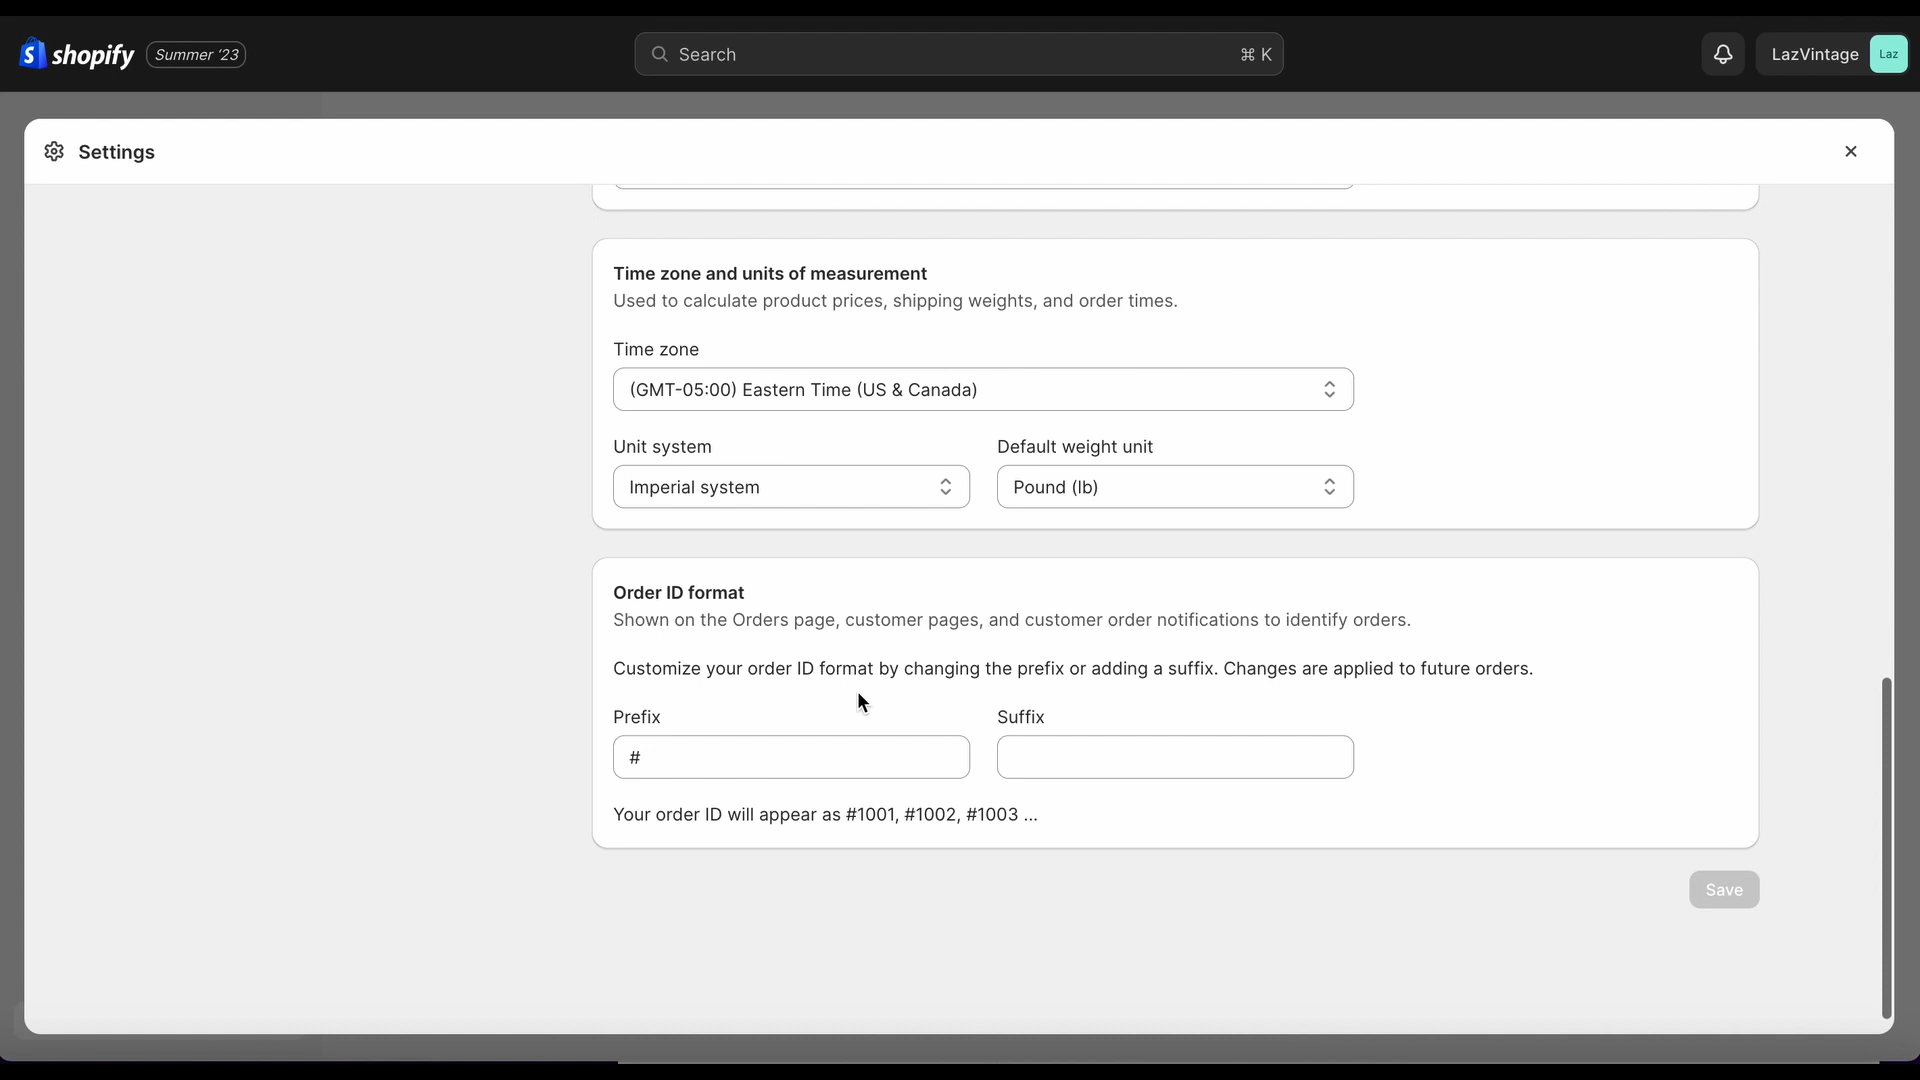 shopify Summer '23
Search ⌘ K
LazVintage Laz
Settings
Time zone and units of measurement
Used to calculate product prices, shipping weights, and order times.
Time zone
(GMT-05:00) Eastern Time (US & Canada)
Unit system Default weight unit
Imperial system Pound (lb)
Order ID format
Shown on the Orders page, customer pages, and customer order notifications to identify orders.
Customize your order ID format by changing the prefix or adding a suffix. Changes are applied to future orders.
Prefix Suffix
#
Your order ID will appear as #1001, #1002, #1003 ...
Save